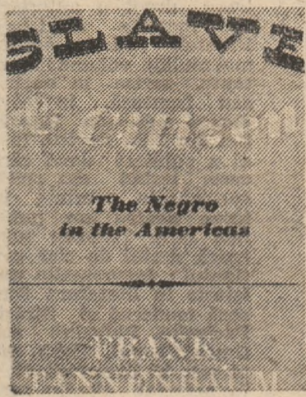 SLAVE
& Citizen
The Negro
in the Americas
FRANK
TANNENBAUM